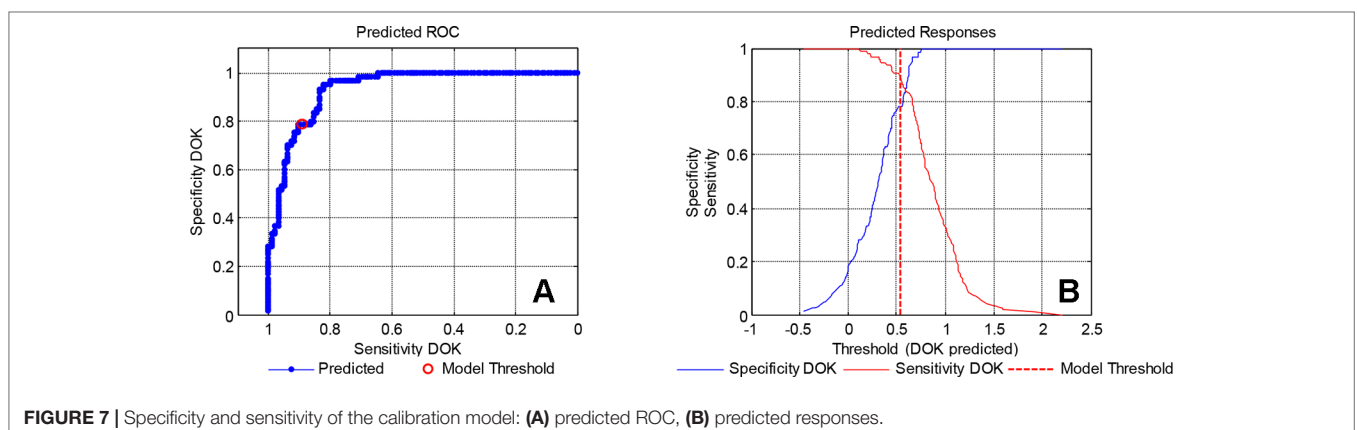 Predicted ROC
1
0.8
0.6
0.4
0.2
0
Specificity DOK
A
1 0.8 0.6 0.4 0.2 0
Sensitivity DOK
Predicted Model Threshold
Predicted Responses
1
0.8
0.6
0.4
0.2
0
Specificity
Sensitivity
B
-1 -0.5 0 0.5 1 1.5 2 2.5
Threshold (DOK predicted)
Specificity DOK Sensitivity DOK Model Threshold
FIGURE 7 | Specificity and sensitivity of the calibration model: (A) predicted ROC, (B) predicted responses.